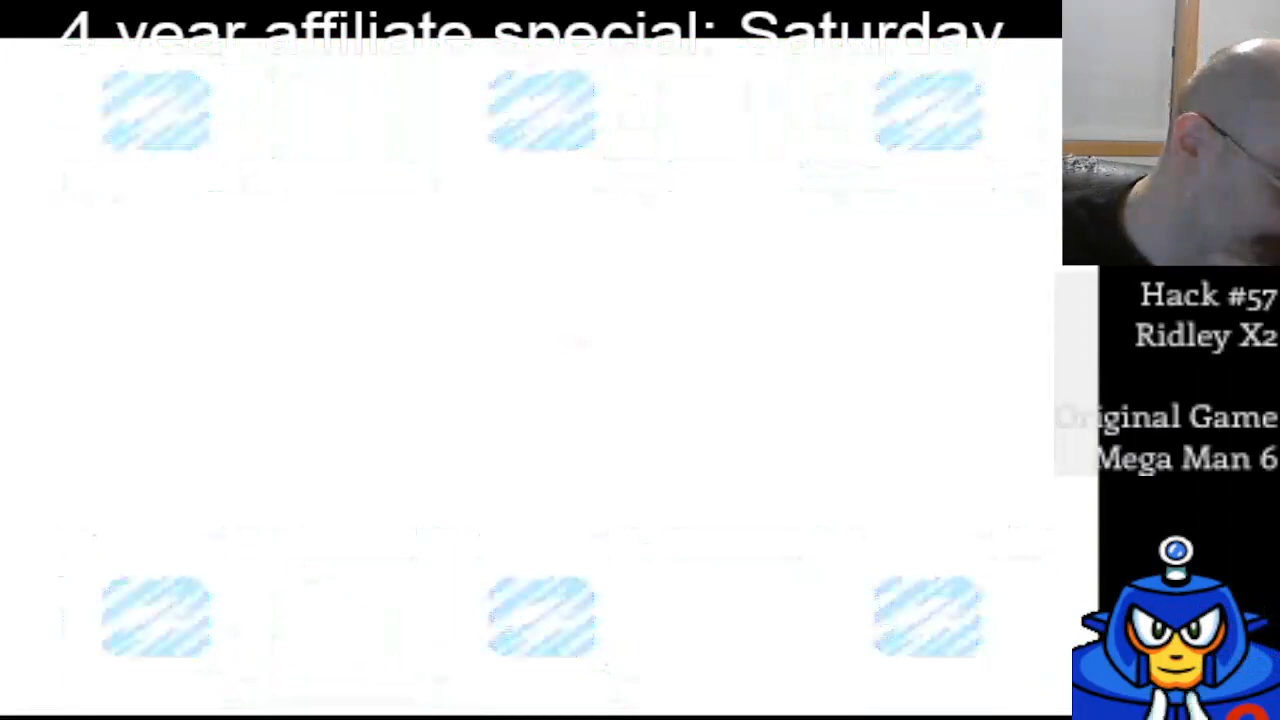 4 year affiliate special: Saturday
Hack #57
Ridley X2
Original Game
Mega Man 6